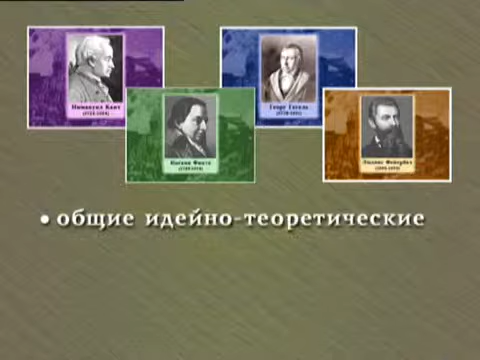 Иммануил Кант
Георг Гегель
Иоганн Фихте
Людвиг Фейербах
• общие идейно-теоретические